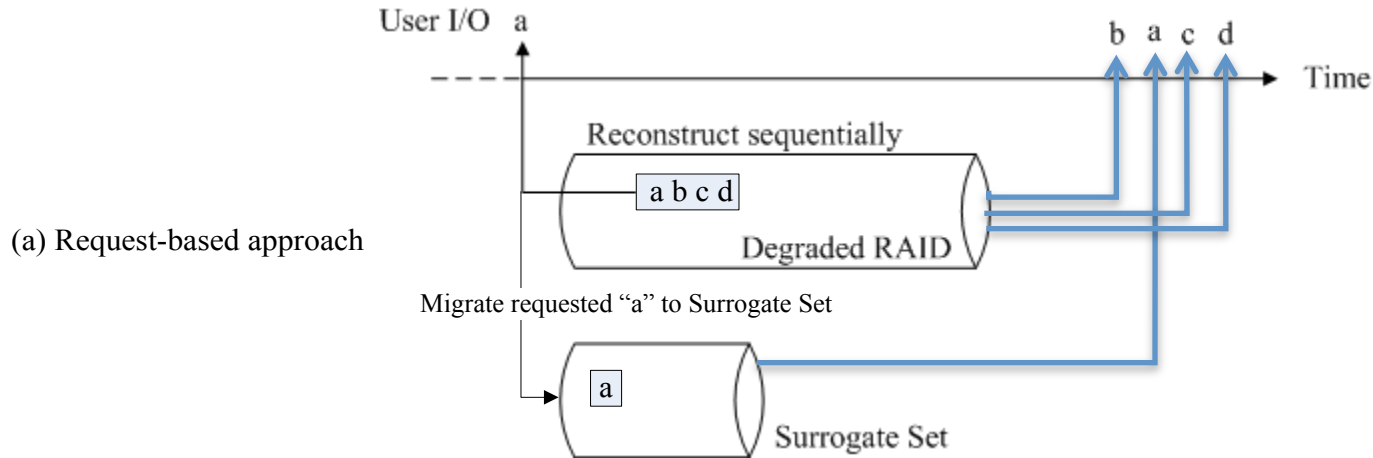 User I/O a
b a c d
Time
Reconstruct sequentially
a b c d
(a) Request-based approach
Degraded RAID
Migrate requested “a” to Surrogate Set
a
Surrogate Set